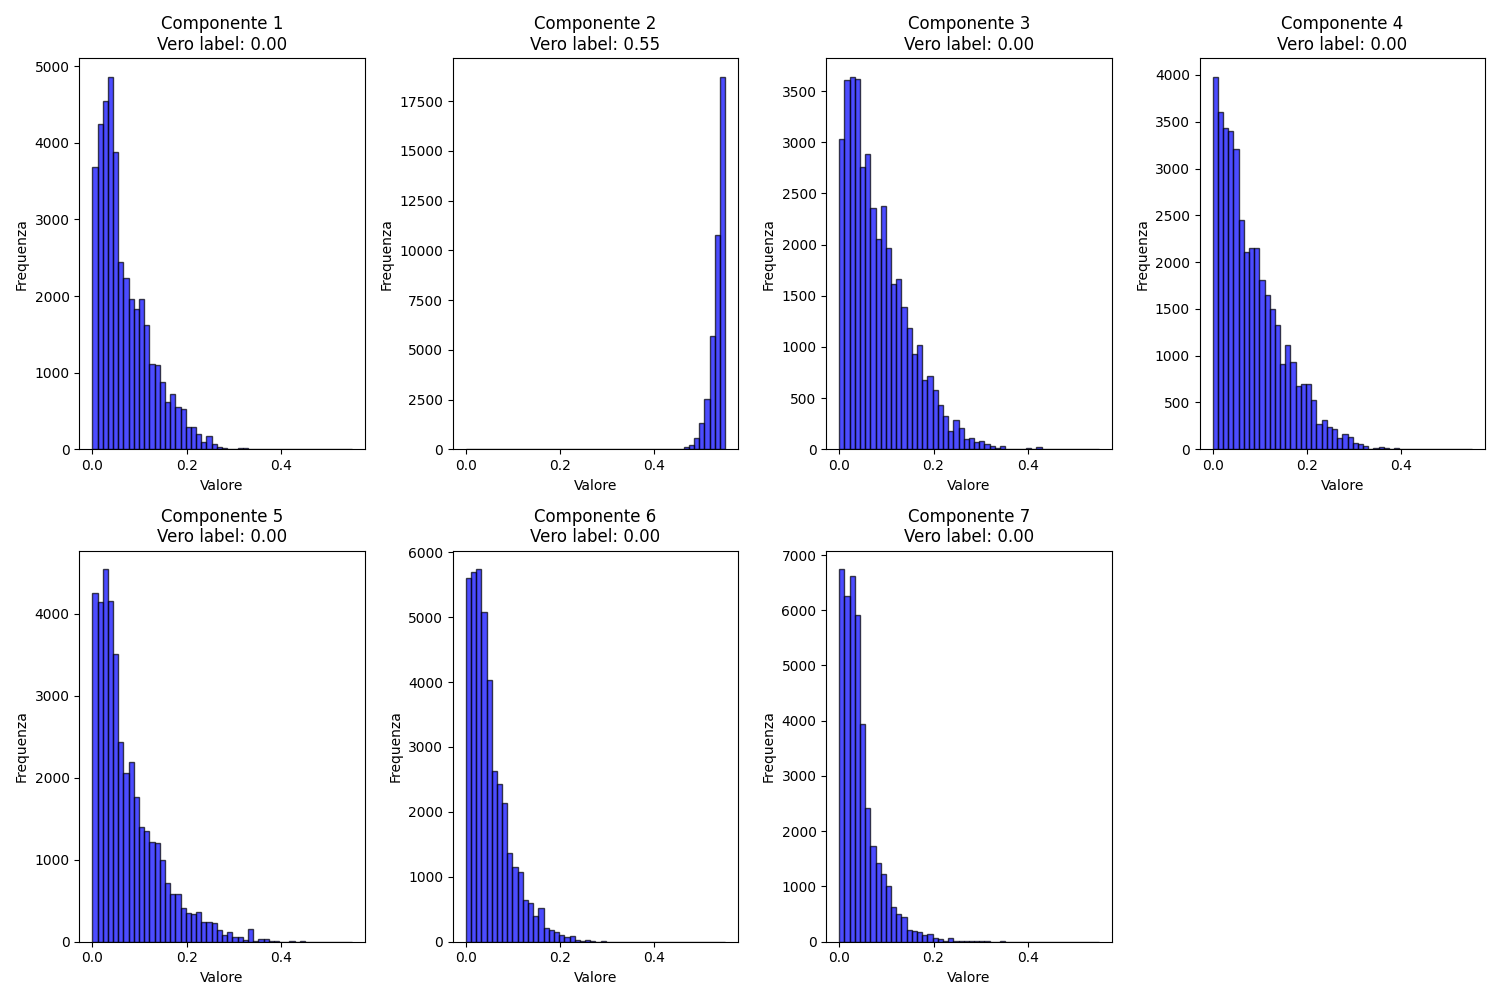 Componente 1
Vero label: 0.00
5000
4000
3000
2000
1000
0
Frequenza
0.0 0.2 0.4
Valore
Componente 2
Vero label: 0.55
17500
15000
12500
10000
7500
5000
2500
0
Frequenza
0.0 0.2 0.4
Valore
Componente 3
Vero label: 0.00
3500
3000
2500
2000
1500
1000
500
0
Frequenza
0.0 0.2 0.4
Valore
Componente 4
Vero label: 0.00
4000
3500
3000
2500
2000
1500
1000
500
0
Frequenza
0.0 0.2 0.4
Valore
Componente 5
Vero label: 0.00
4000
3000
2000
1000
0
Frequenza
0.0 0.2 0.4
Valore
Componente 6
Vero label: 0.00
6000
5000
4000
3000
2000
1000
0
Frequenza
0.0 0.2 0.4
Valore
Componente 7
Vero label: 0.00
7000
6000
5000
4000
3000
2000
1000
0
Frequenza
0.0 0.2 0.4
Valore